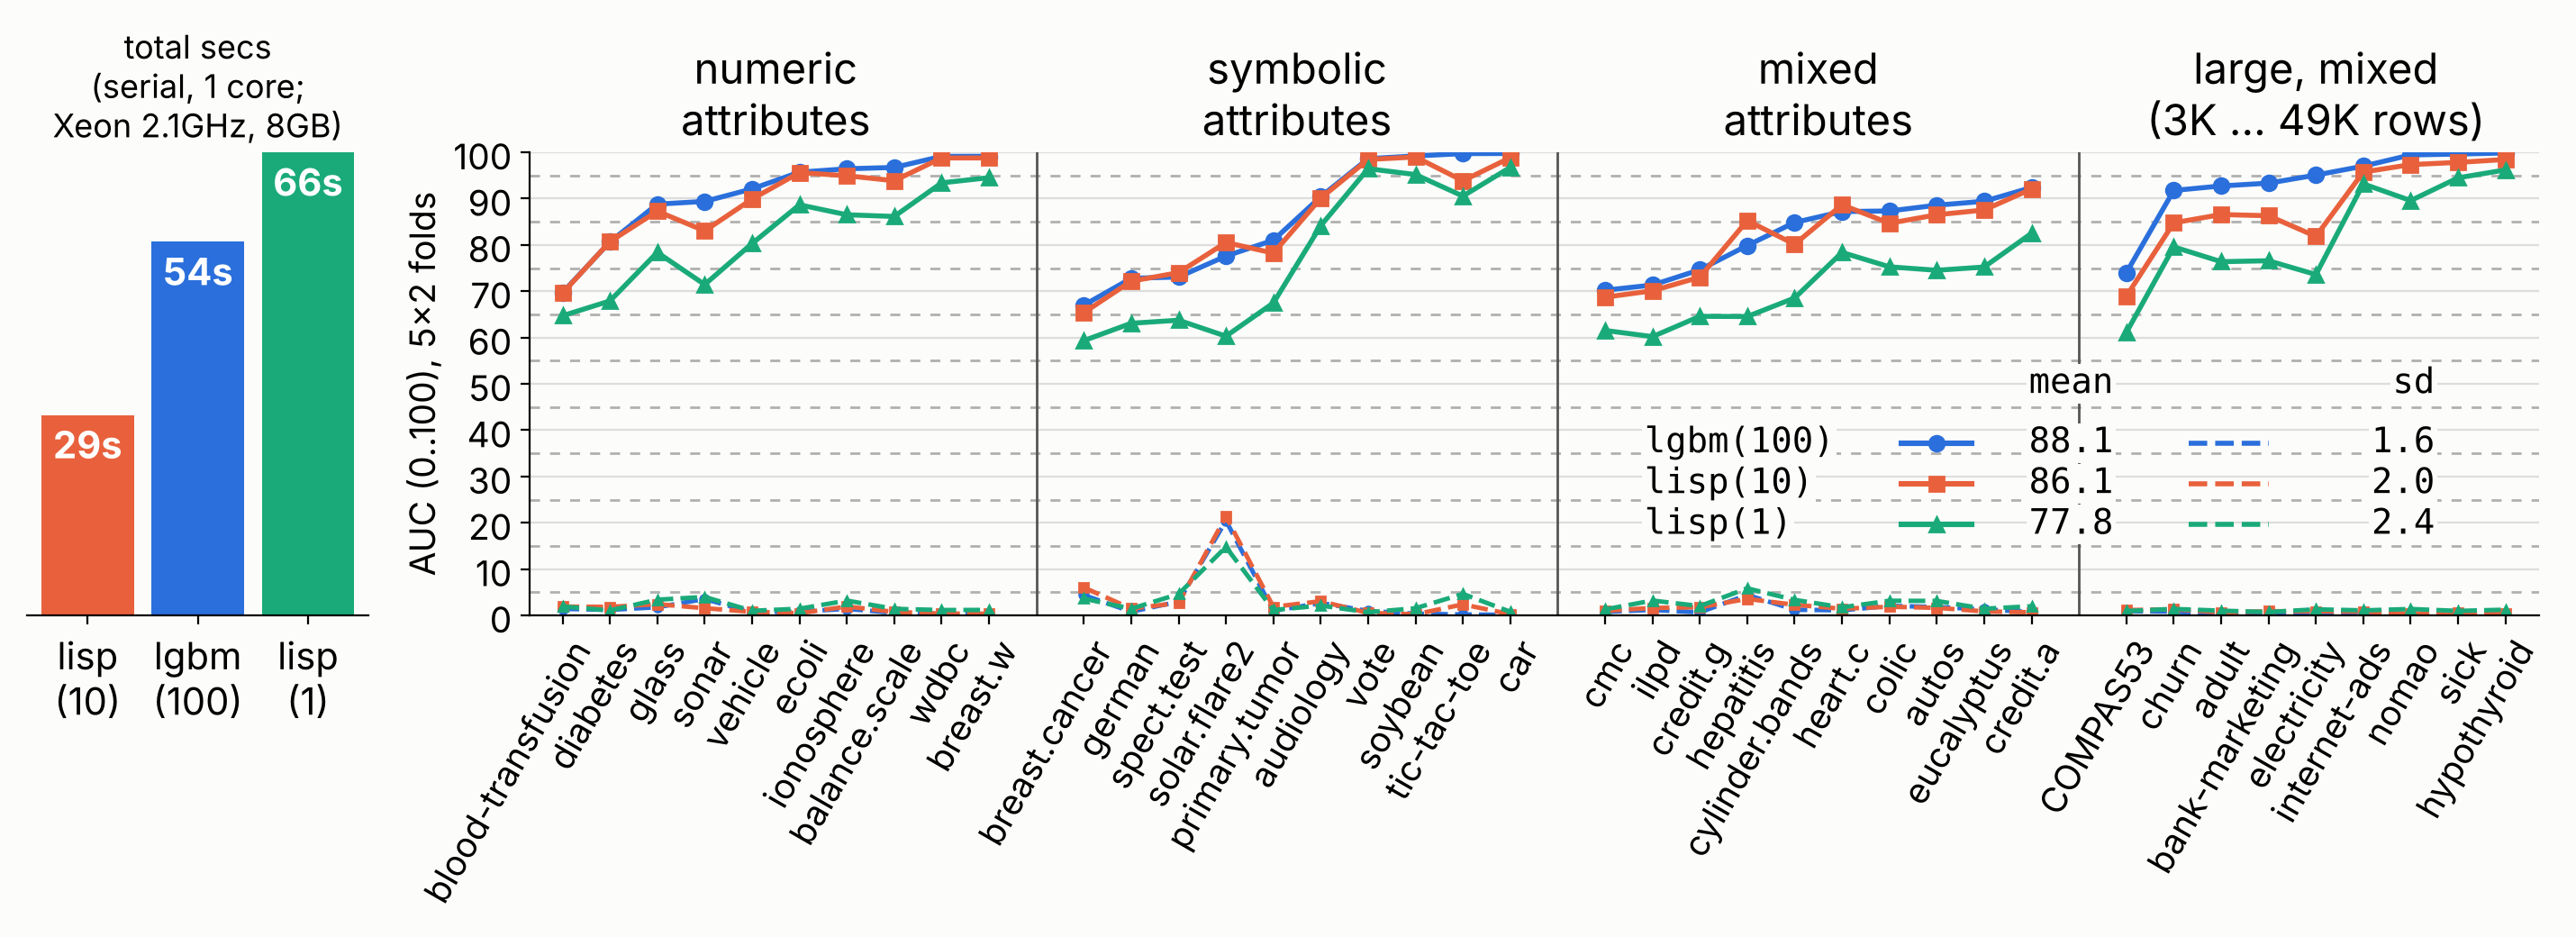 total secs
(serial, 1 core;
Xeon 2.1GHz, 8GB)
29s
54s
66s
lisp
(10)
lgbm
(100)
lisp
(1)
numeric
attributes
symbolic
attributes
mixed
attributes
large, mixed
(3K ... 49K rows)
AUC (0..100), 5×2 folds
100
90
80
70
60
50
40
30
20
10
0
mean sd
lgbm(100) 88.1 1.6
lisp(10) 86.1 2.0
lisp(1) 77.8 2.4
blood-transfusion
diabetes
glass
sonar
vehicle
ecoli
ionosphere
balance.scale
wdbc
breast.w
breast.cancer
german
spect.test
solar.flare2
primary.tumor
audiology
vote
soybean
tic-tac-toe
car
cmc
ilpd
credit.g
hepatitis
cylinder.bands
heart.c
colic
autos
eucalyptus
credit.a
COMPAS53
churn
adult
bank-marketing
electricity
internet-ads
nomao
sick
hypothyroid